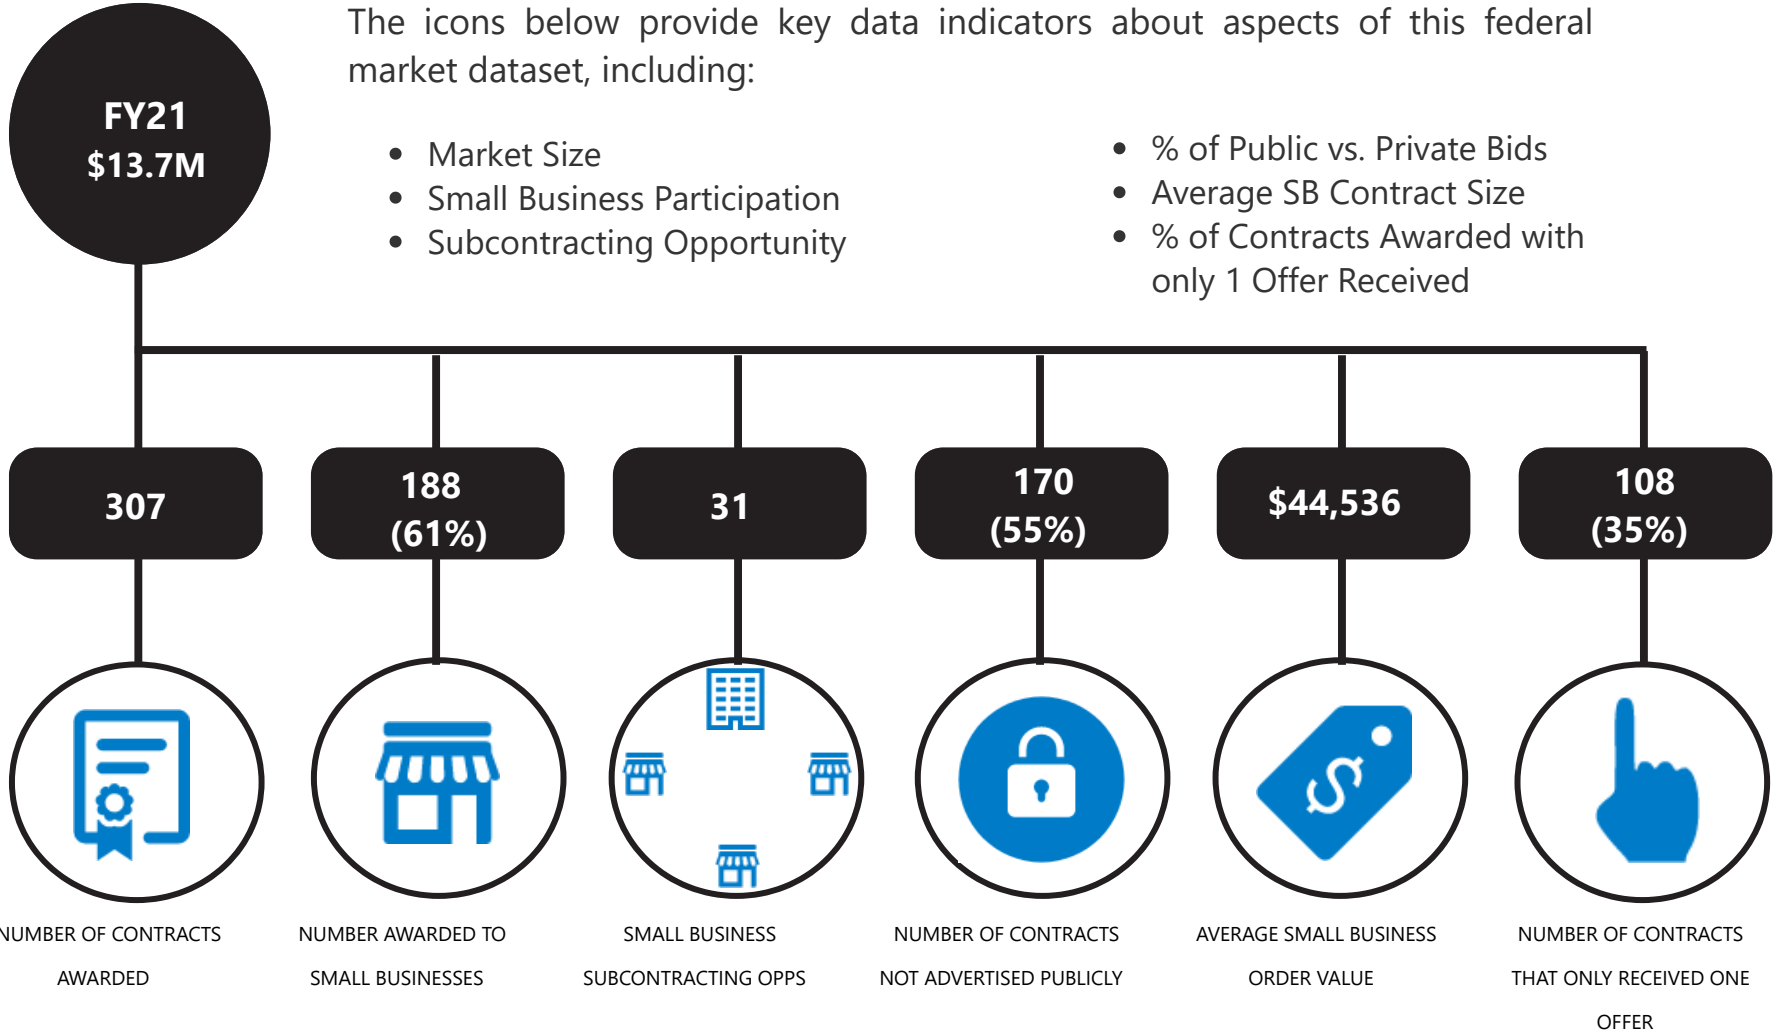 The icons below provide key data indicators about aspects of this federal
market dataset, including:
FY21
$13.7M
• Market Size
• Small Business Participation
• Subcontracting Opportunity
• % of Public vs. Private Bids
• Average SB Contract Size
• % of Contracts Awarded with
only 1 Offer Received
307
188
(61%)
31
170
(55%)
$44,536
108
(35%)
NUMBER OF CONTRACTS
AWARDED
NUMBER AWARDED TO
SMALL BUSINESSES
SMALL BUSINESS
SUBCONTRACTING OPPS
NUMBER OF CONTRACTS
NOT ADVERTISED PUBLICLY
AVERAGE SMALL BUSINESS
ORDER VALUE
NUMBER OF CONTRACTS
THAT ONLY RECEIVED ONE
OFFER